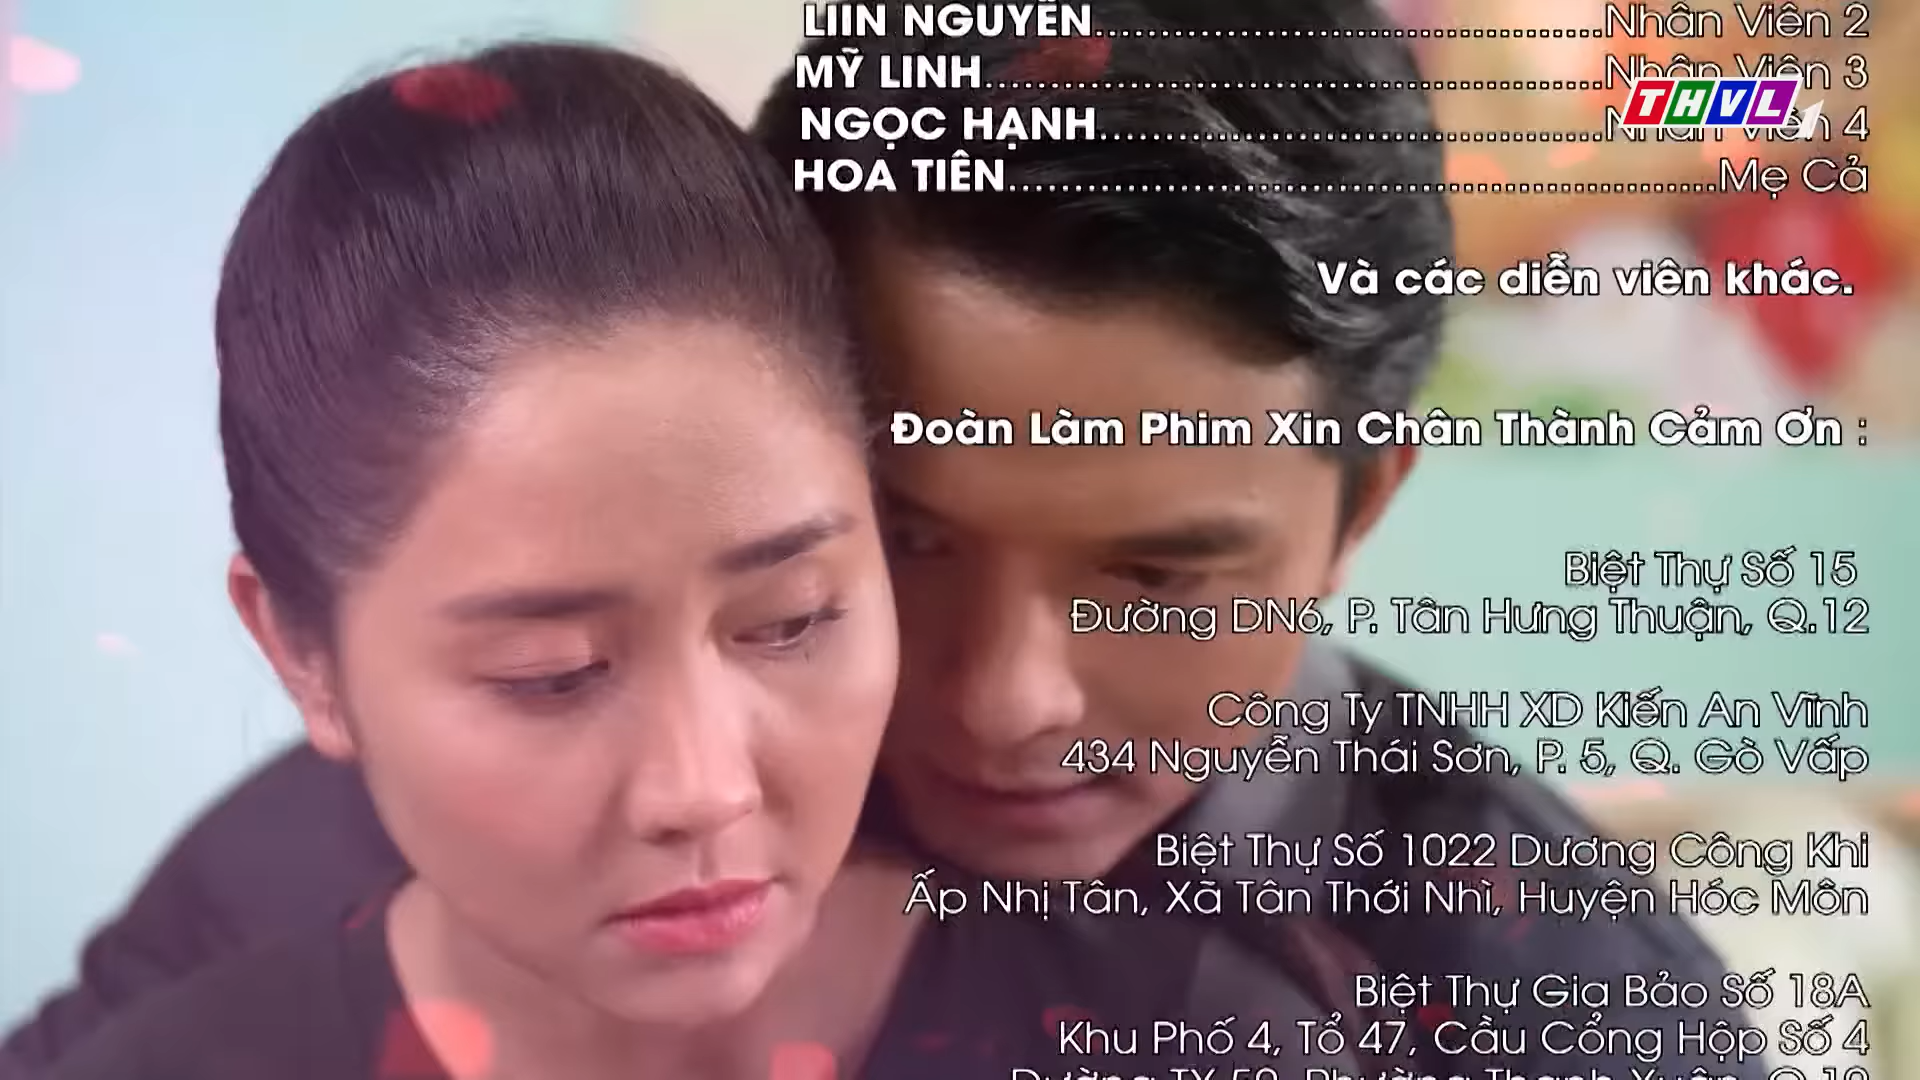 LIIN NGUYỄN..........................................Nhân Viên 2
MỸ LINH..................................................Nhân Viên 3
THVL1
NGỌC HẠNH.........................................Nhân Viên 4
HOA TIÊN.........................................................Mẹ Cả
Và các diễn viên khác.
Đoàn Làm Phim Xin Chân Thành Cảm Ơn :
Biệt Thự Số 15
Đường DN6, P. Tân Hưng Thuận, Q.12
Công Ty TNHH XD Kiến An Vĩnh
434 Nguyễn Thái Sơn, P. 5, Q. Gò Vấp
Biệt Thự Số 1022 Dương Công Khi
Ấp Nhị Tân, Xã Tân Thới Nhì, Huyện Hóc Môn
Biệt Thự Gia Bảo Số 18A
Khu Phố 4, Tổ 47, Cầu Cổng Hộp Số 4